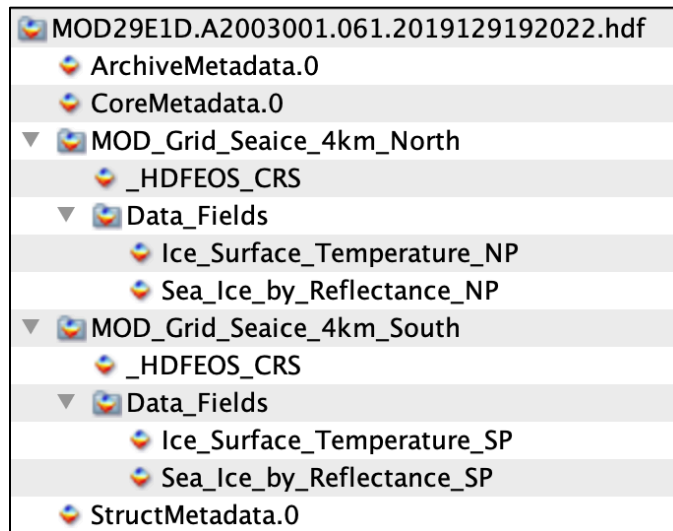 MOD29E1D.A2003001.061.2019129192022.hdf
ArchiveMetadata.0
CoreMetadata.0
MOD_Grid_Seaice_4km_North
_HDFEOS_CRS
Data_Fields
Ice_Surface_Temperature_NP
Sea_Ice_by_Reflectance_NP
MOD_Grid_Seaice_4km_South
_HDFEOS_CRS
Data_Fields
Ice_Surface_Temperature_SP
Sea_Ice_by_Reflectance_SP
StructMetadata.0